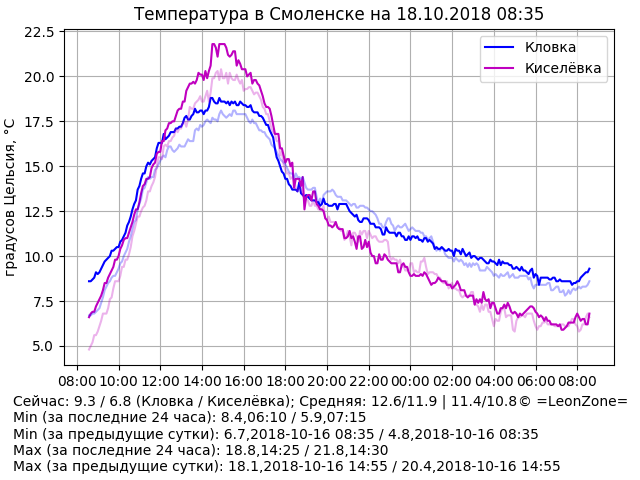 Температура в Смоленске на 18.10.2018 08:35
Кловка
Киселёвка
градусов Цельсия, °C
22.5
20.0
17.5
15.0
12.5
10.0
7.5
5.0
08:00 10:00 12:00 14:00 16:00 18:00 20:00 22:00 00:00 02:00 04:00 06:00 08:00
Сейчас: 9.3 / 6.8 (Кловка / Киселёвка); Средняя: 12.6/11.9 | 11.4/10.8© =LeonZone=
Min (за последние 24 часа): 8.4,06:10 / 5.9,07:15
Min (за предыдущие сутки): 6.7,2018-10-16 08:35 / 4.8,2018-10-16 08:35
Max (за последние 24 часа): 18.8,14:25 / 21.8,14:30
Max (за предыдущие сутки): 18.1,2018-10-16 14:55 / 20.4,2018-10-16 14:55